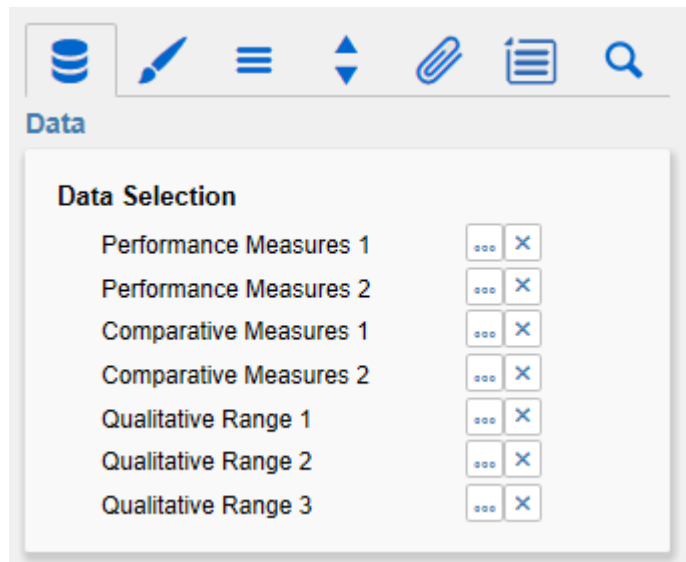 Data
Data Selection
Performance Measures 1
Performance Measures 2
Comparative Measures 1
Comparative Measures 2
Qualitative Range 1
Qualitative Range 2
Qualitative Range 3